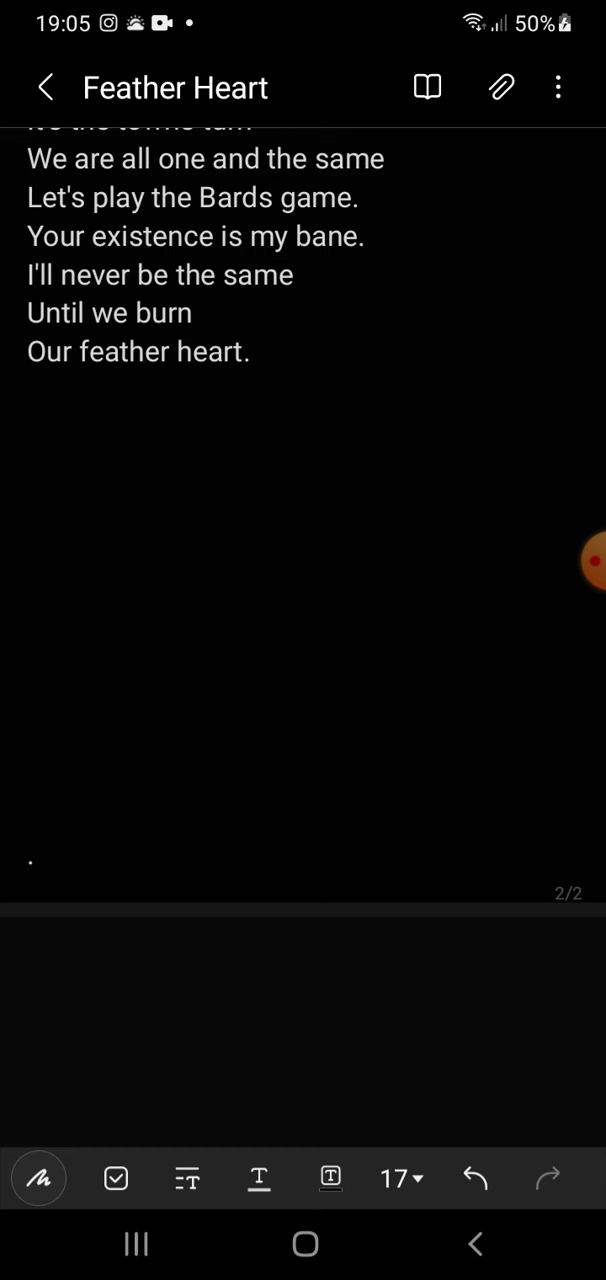 19:05 50%
Feather Heart
We are all one and the same
Let's play the Bards game.
Your existence is my bane.
I'll never be the same
Until we burn
Our feather heart.
.
2/2
17